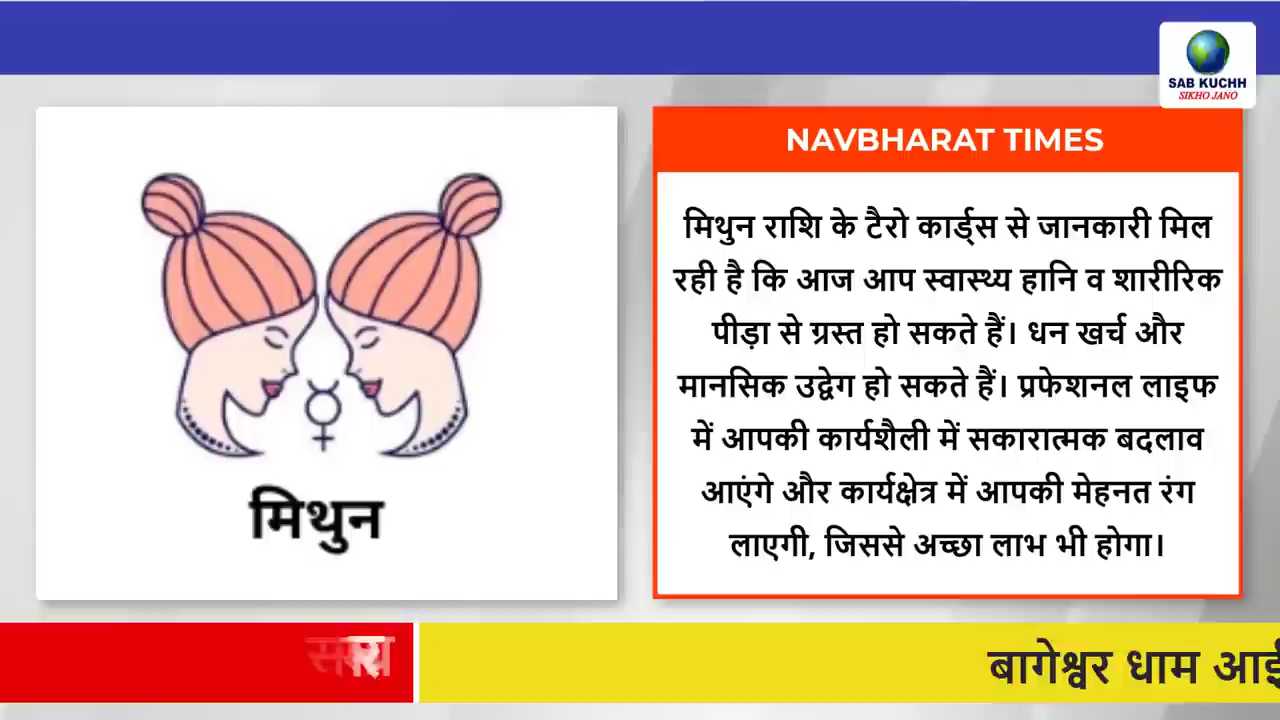 SAB KUCHH
SIKHO JANO
NAVBHARAT TIMES
मिथुन राशि के टैरो कार्ड्स से जानकारी मिल
रही है कि आज आप स्वास्थ्य हानि व शारीरिक
पीड़ा से ग्रस्त हो सकते हैं। धन खर्च और
मानसिक उद्वेग हो सकते हैं। प्रफेशनल लाइफ
में आपकी कार्यशैली में सकारात्मक बदलाव
आएंगे और कार्यक्षेत्र में आपकी मेहनत रंग
लाएगी, जिससे अच्छा लाभ भी होगा।
मिथुन
बागेश्वर धाम आई